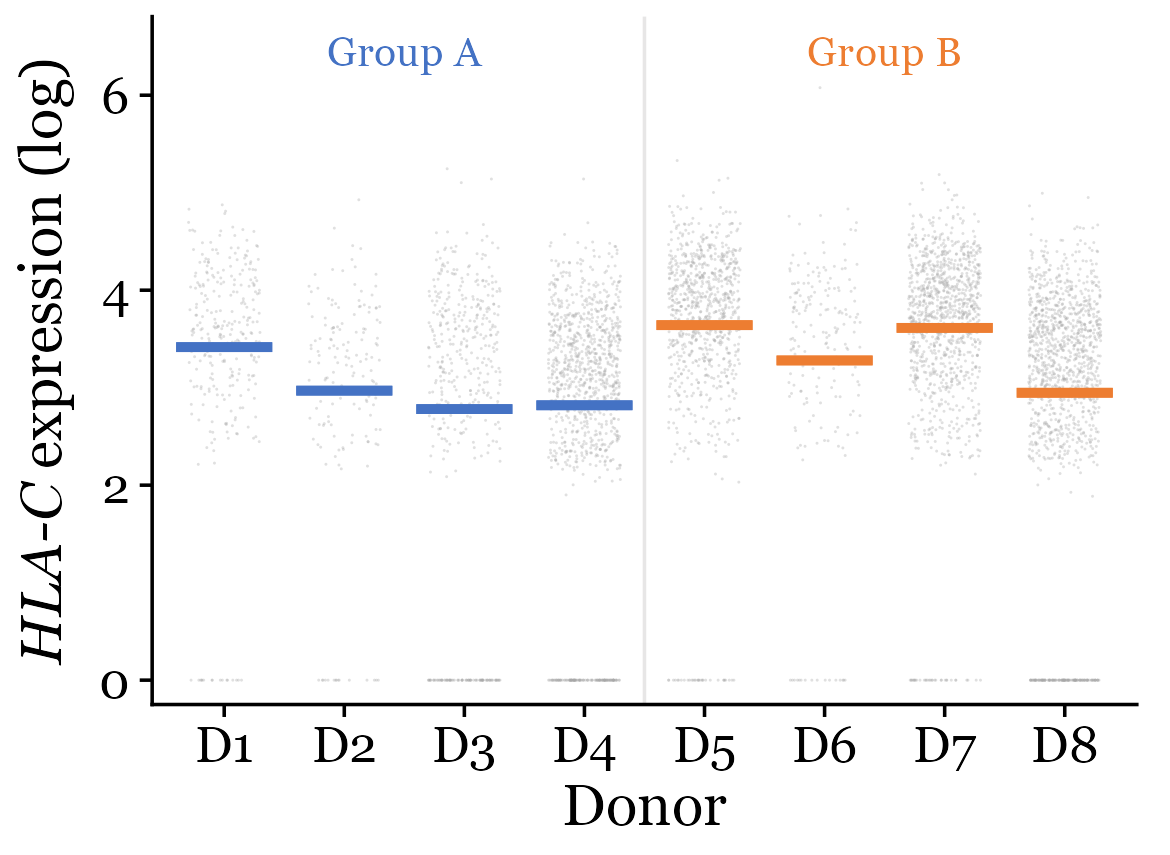 Group A
Group B
HLA-C expression (log)
6
4
2
0
D1 D2 D3 D4 D5 D6 D7 D8
Donor